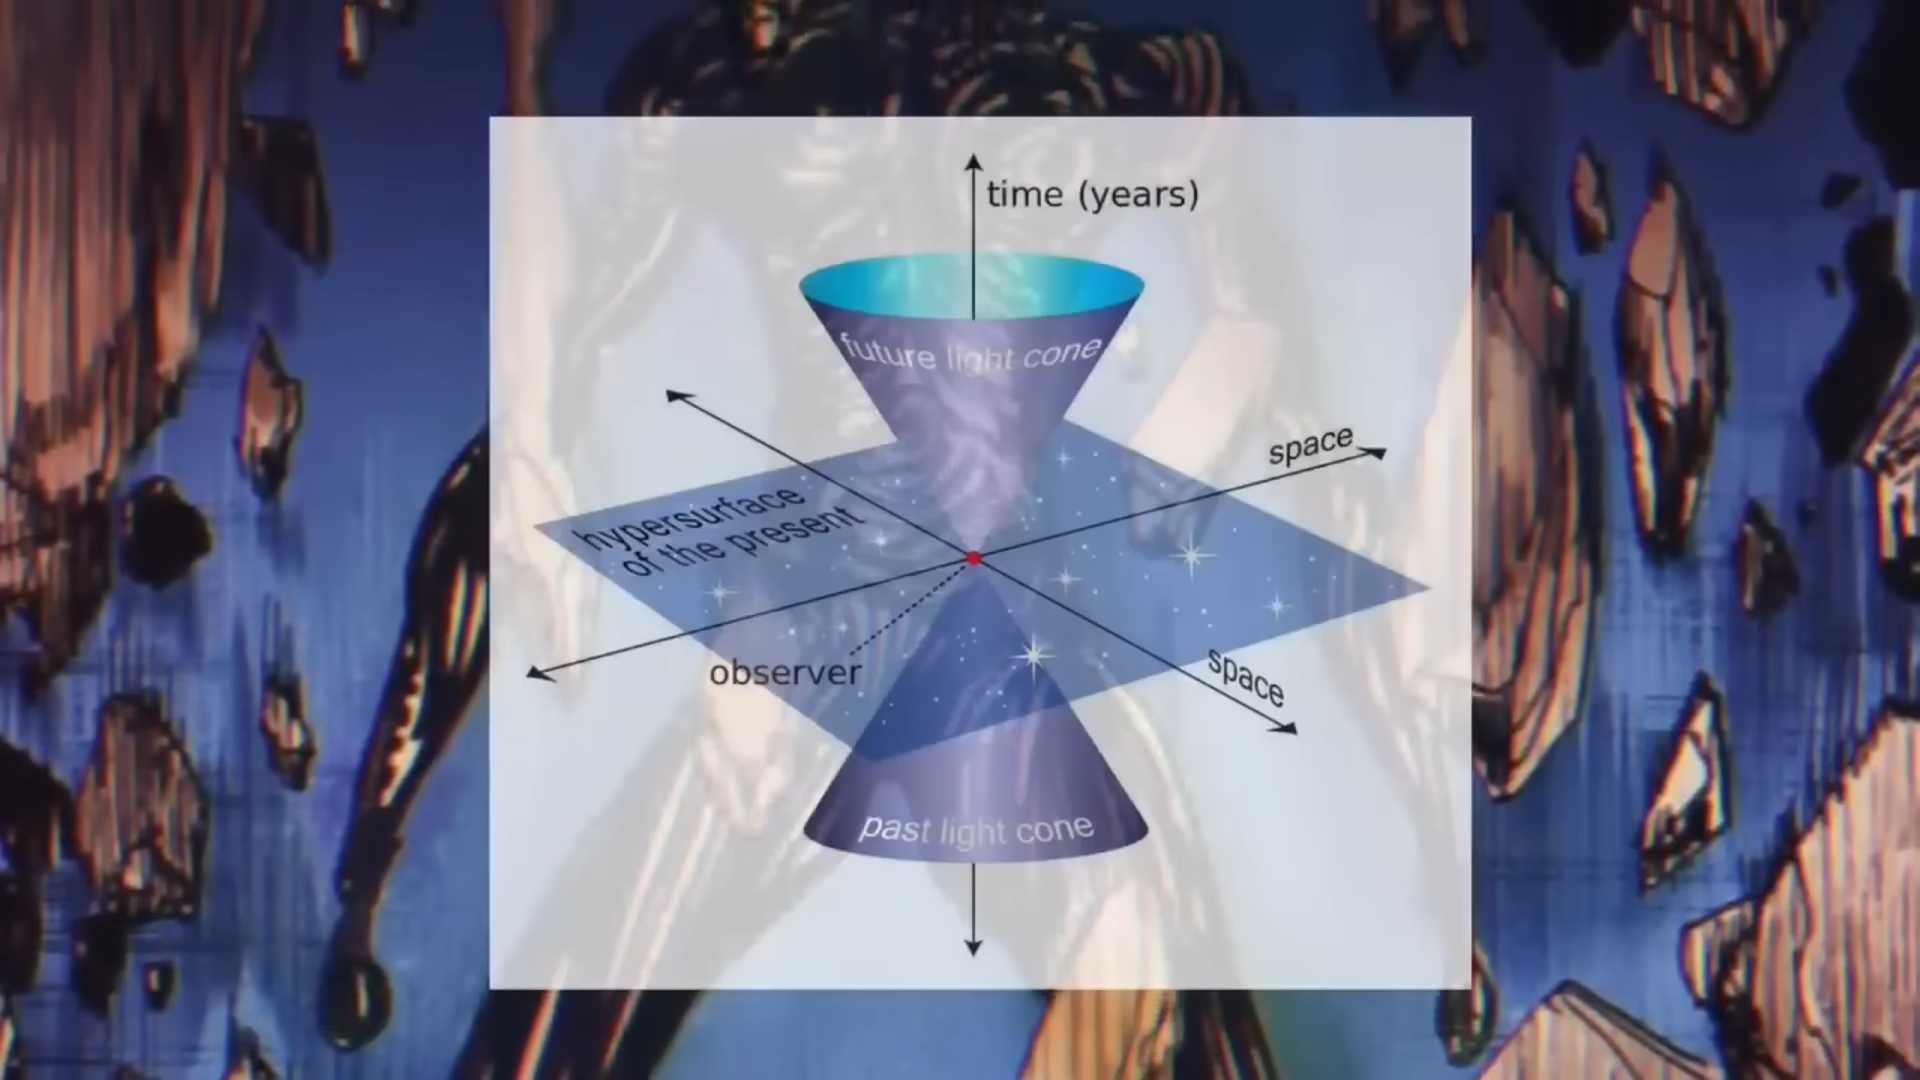 time (years)
future light cone
space
hypersurface
of the present
observer
space
past light cone